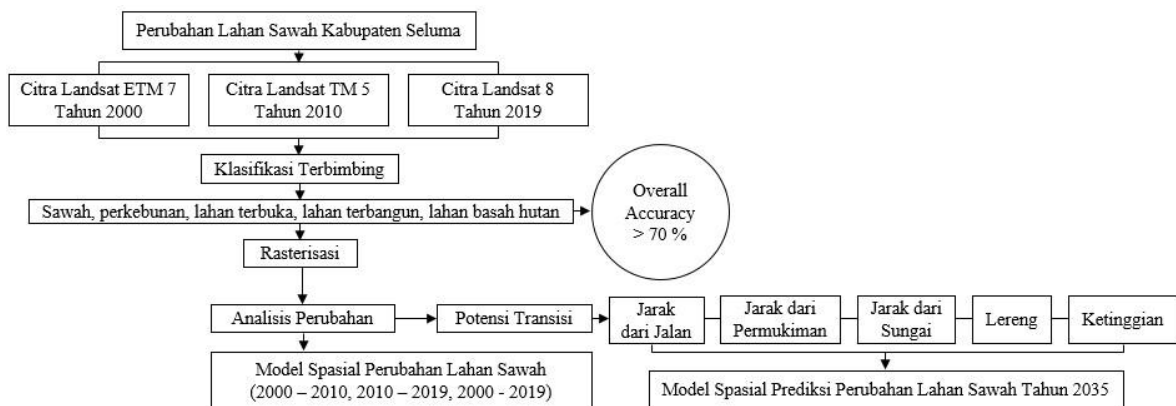 Perubahan Lahan Sawah Kabupaten Seluma
Citra Landsat ETM 7
Tahun 2000
Citra Landsat TM 5
Tahun 2010
Citra Landsat 8
Tahun 2019
Klasifikasi Terbimbing
Sawah, perkebunan, lahan terbuka, lahan terbangun, lahan basah hutan
Overall
Accuracy
> 70 %
Rasterisasi
Analisis Perubahan
Potensi Transisi
Jarak
dari Jalan
Jarak dari
Permukiman
Jarak dari
Sungai
Lereng
Ketinggian
Model Spasial Perubahan Lahan Sawah
(2000 – 2010, 2010 – 2019, 2000 - 2019)
Model Spasial Prediksi Perubahan Lahan Sawah Tahun 2035